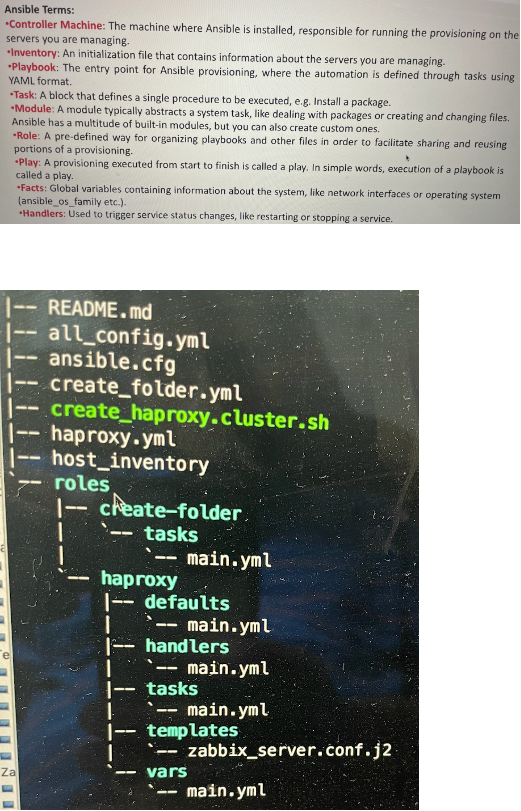 Ansible Terms:
•Controller Machine: The machine where Ansible is installed, responsible for running the provisioning on the
servers you are managing.
•Inventory: An initialization file that contains information about the servers you are managing.
•Playbook: The entry point for Ansible provisioning, where the automation is defined through tasks using
YAML format.
•Task: A block that defines a single procedure to be executed, e.g. Install a package.
•Module: A module typically abstracts a system task, like dealing with packages or creating and changing files.
Ansible has a multitude of built-in modules, but you can also create custom ones.
•Role: A pre-defined way for organizing playbooks and other files in order to facilitate sharing and reusing
portions of a provisioning.
•Play: A provisioning executed from start to finish is called a play. In simple words, execution of a playbook is
called a play.
•Facts: Global variables containing information about the system, like network interfaces or operating system
(ansible_os_family etc.).
•Handlers: Used to trigger service status changes, like restarting or stopping a service.
|-- README.md
|-- all_config.yml
|-- ansible.cfg
|-- create_folder.yml
|-- create_haproxy.cluster.sh
|-- haproxy.yml
|-- host_inventory
`-- roles
|-- create-folder
| `-- tasks
| `-- main.yml
`-- haproxy
|-- defaults
| `-- main.yml
|-- handlers
| `-- main.yml
|-- tasks
| `-- main.yml
|-- templates
| `-- zabbix_server.conf.j2
`-- vars
`-- main.yml
Za